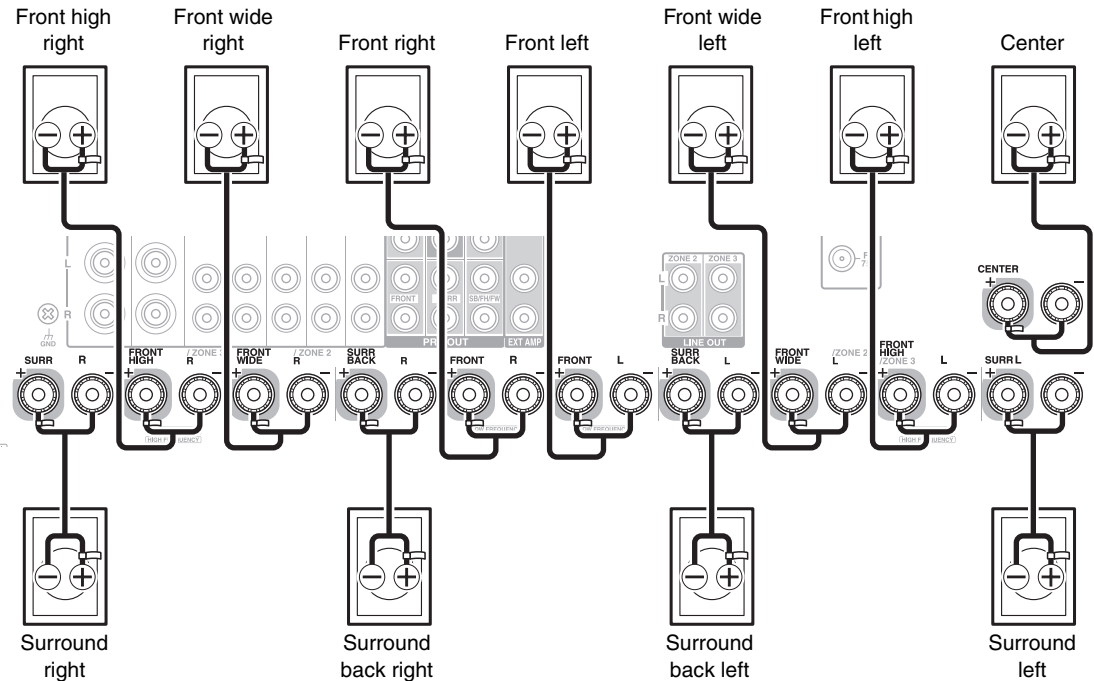 Front high
right
Front wide
right
Front right
Front left
Front wide
left
Front high
left
Center
L
R
GND
FRONT
SB/FH/FW
EXT AMP
ZONE 2 ZONE 3
L
R
LINE OUT
CENTER
+ −
SURR R
+ −
FRONT
HIGH R
/ZONE
+ −
FRONT
WIDE R
/ZONE 2
+ −
SURR
BACK R
+ −
FRONT R
+ −
FRONT L
+ −
SURR
BACK L
+ −
FRONT
WIDE L
/ZONE 2
+ −
FRONT
HIGH L
/ZONE 3
+ −
SURR L
+ −
Surround
right
Surround
back right
Surround
back left
Surround
left